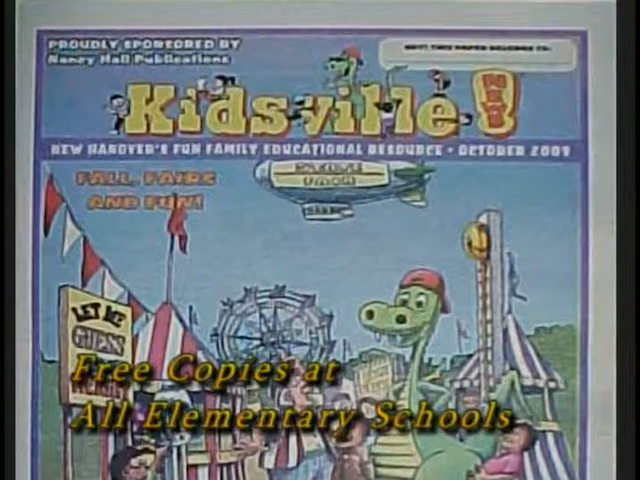 PROUDLY SPONSORED BY
Nancy Hall Publications
Kidsville!
NEW HANOVER'S FUN FAMILY EDUCATIONAL RESOURCE • OCTOBER 2009
FALL, FAIRS
AND FUN!
LET ME
GUESS
Free Copies at
All Elementary Schools